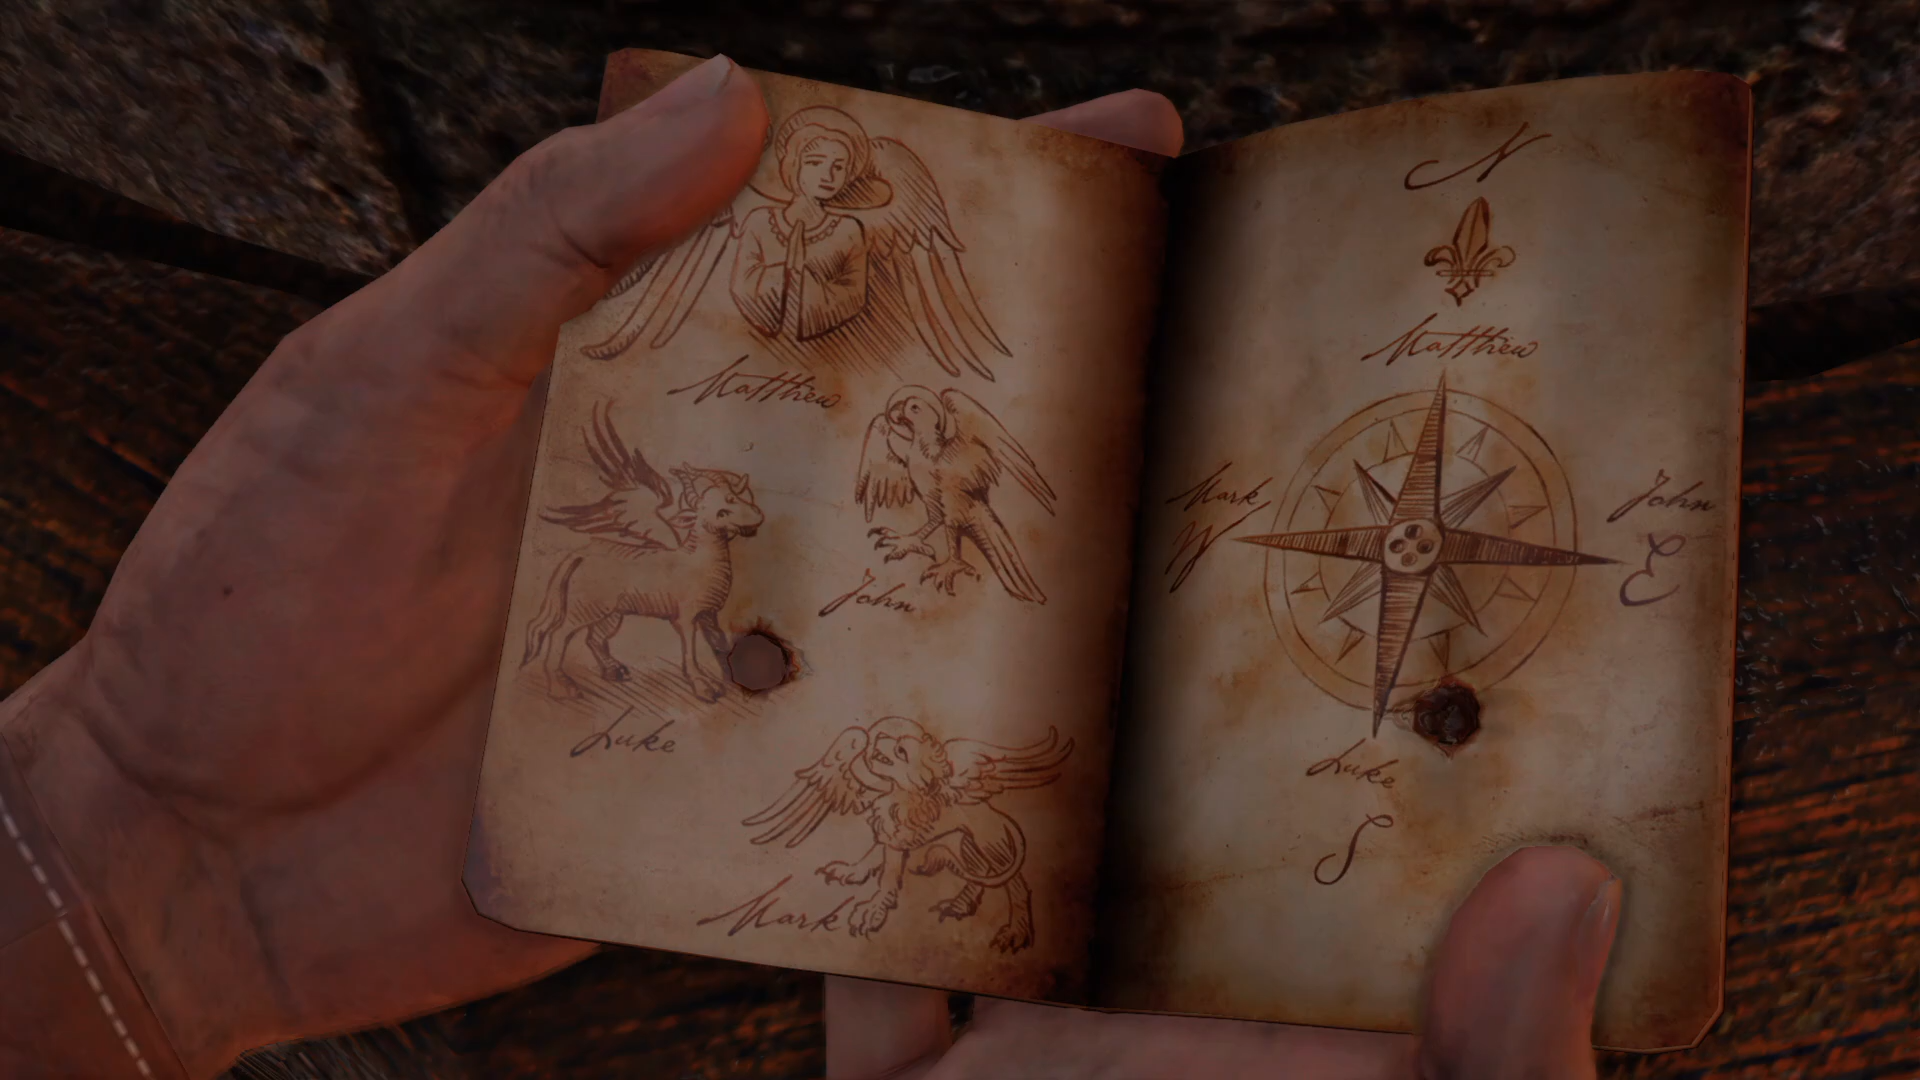 Matthew
John
Luke
Mark
N
Matthew
Mark
W
John
E
Luke
S